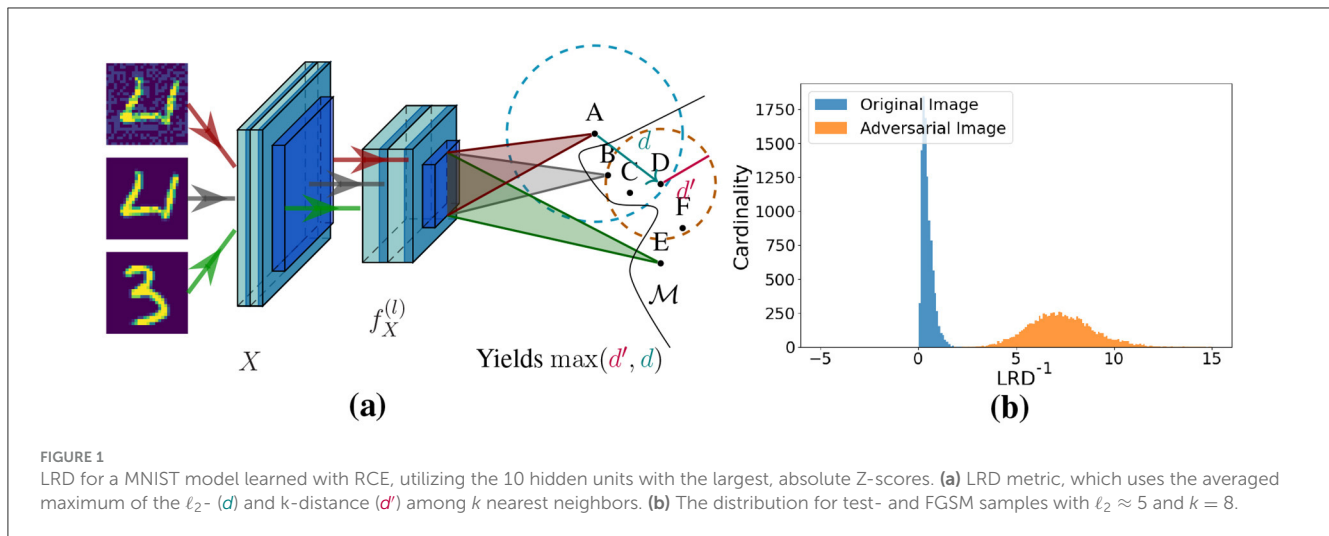 A
B
C
d
D
d′
F
E
ℳ
f_X^{(l)}
X
Yields max(d′, d)
(a)
Original Image
Adversarial Image
Cardinality
1750
1500
1250
1000
750
500
250
0
−5 0 5 10 15
LRD⁻¹
(b)
FIGURE 1
LRD for a MNIST model learned with RCE, utilizing the 10 hidden units with the largest, absolute Z-scores. (a) LRD metric, which uses the averaged
maximum of the ℓ₂- (d) and k-distance (d′) among k nearest neighbors. (b) The distribution for test- and FGSM samples with ℓ₂ ≈ 5 and k = 8.